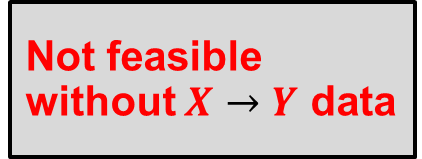 Not feasible
without X → Y data